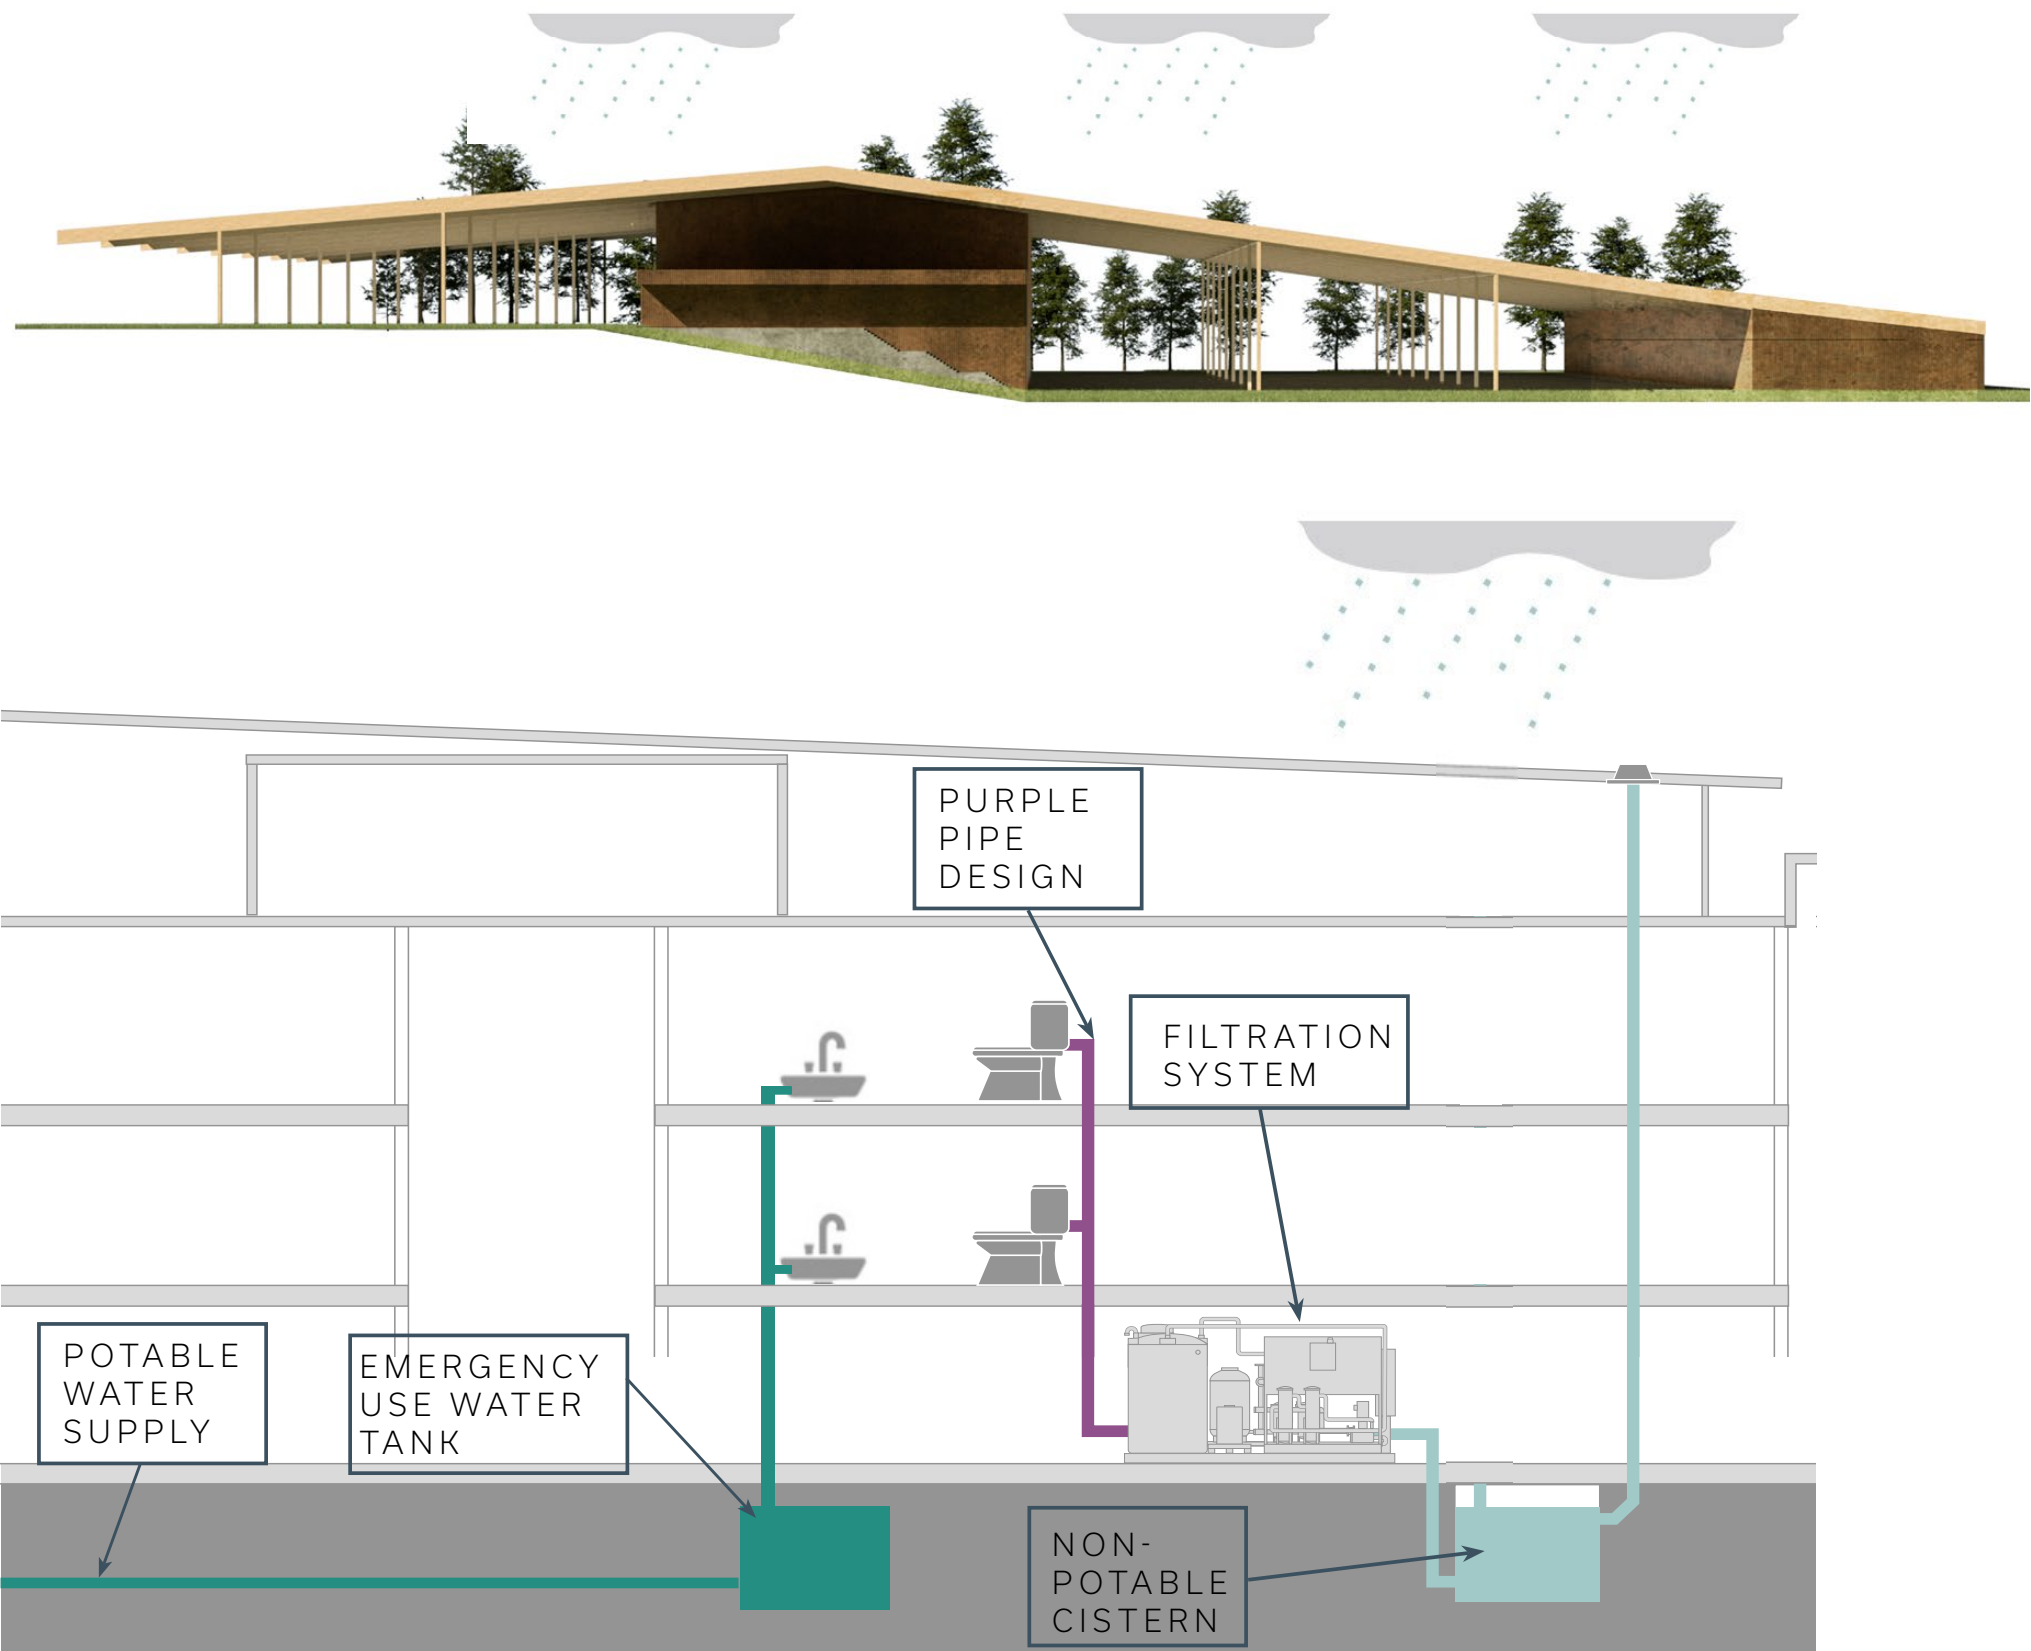 PURPLE
PIPE
DESIGN
FILTRATION
SYSTEM
POTABLE
WATER
SUPPLY
EMERGENCY
USE WATER
TANK
NON-
POTABLE
CISTERN